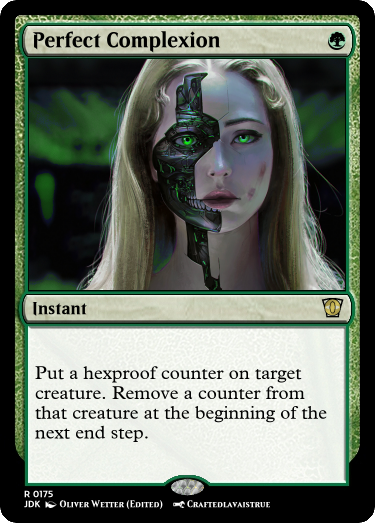 Perfect Complexion
Instant
Put a hexproof counter on target
creature. Remove a counter from
that creature at the beginning of the
next end step.
R 0175
JDK Oliver Wetter (Edited) Craftedlavaistrue